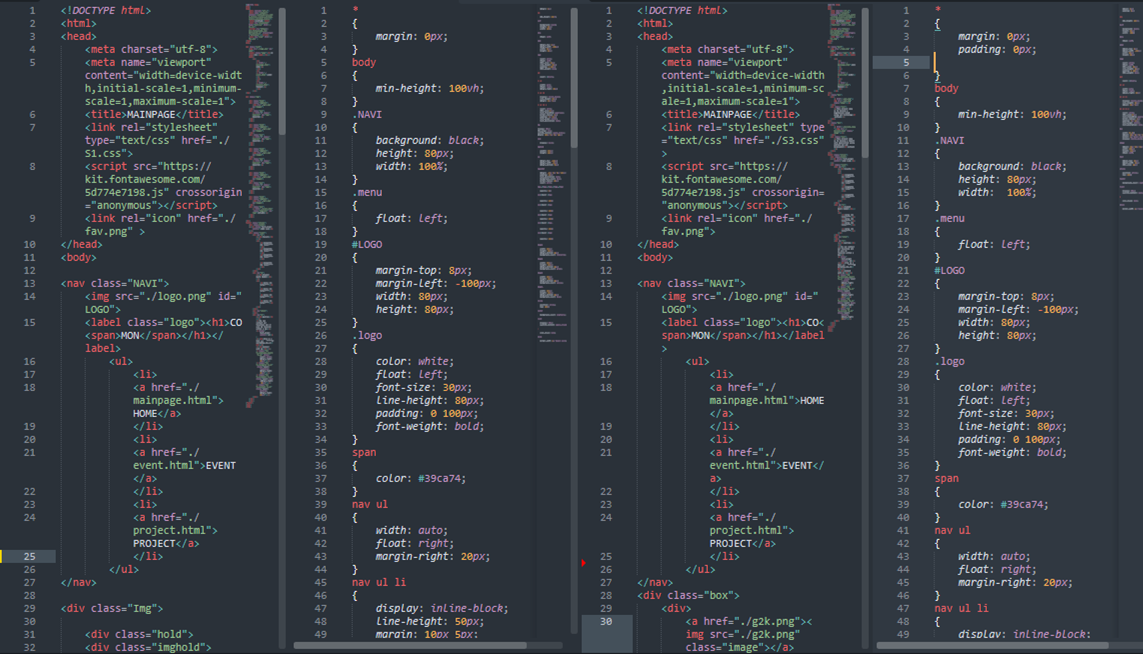 1 <!DOCTYPE html>
2 <html>
3 <head>
4 <meta charset="utf-8">
5 <meta name="viewport"
content="width=device-widt
h,initial-scale=1,minimum-
scale=1,maximum-scale=1">
6 <title>MAINPAGE</title>
7 <link rel="stylesheet"
type="text/css" href="./
S1.css">
8 <script src="https://
kit.fontawesome.com/
5d774e7198.js" crossorigin
="anonymous"></script>
9 <link rel="icon" href="./
fav.png" >
10 </head>
11 <body>
12
13 <nav class="NAVI">
14 <img src="./logo.png" id="
LOGO">
15 <label class="logo"><h1>CO
<span>MON</span></h1></
label>
16 <ul>
17 <li>
18 <a href="./
mainpage.html">
HOME</a>
19 </li>
20 <li>
21 <a href="./
event.html">EVENT
</a>
22 </li>
23 <li>
24 <a href="./
project.html">
PROJECT</a>
25 </li>
26 </ul>
27 </nav>
28
29 <div class="Img">
30
31 <div class="hold">
32 <div class="imghold">
1 *
2 {
3 margin: 0px;
4 }
5 body
6 {
7 min-height: 100vh;
8 }
9 .NAVI
10 {
11 background: black;
12 height: 80px;
13 width: 100%;
14 }
15 .menu
16 {
17 float: left;
18 }
19 #LOGO
20 {
21 margin-top: 8px;
22 margin-left: -100px;
23 width: 80px;
24 height: 80px;
25 }
26 .logo
27 {
28 color: white;
29 float: left;
30 font-size: 30px;
31 line-height: 80px;
32 padding: 0 100px;
33 font-weight: bold;
34 }
35 span
36 {
37 color: #39ca74;
38 }
39 nav ul
40 {
41 width: auto;
42 float: right;
43 margin-right: 20px;
44 }
45 nav ul li
46 {
47 display: inline-block;
48 line-height: 50px;
49 margin: 10px 5px;
1 <!DOCTYPE html>
2 <html>
3 <head>
4 <meta charset="utf-8">
5 <meta name="viewport"
content="width=device-width
,initial-scale=1,minimum-sc
ale=1,maximum-scale=1">
6 <title>MAINPAGE</title>
7 <link rel="stylesheet" type
="text/css" href="./S3.css"
>
8 <script src="https://
kit.fontawesome.com/
5d774e7198.js" crossorigin=
"anonymous"></script>
9 <link rel="icon" href="./
fav.png">
10 </head>
11 <body>
12
13 <nav class="NAVI">
14 <img src="./logo.png" id="
LOGO">
15 <label class="logo"><h1>CO<
span>MON</span></h1></label
>
16 <ul>
17 <li>
18 <a href="./
mainpage.html">HOME
</a>
19 </li>
20 <li>
21 <a href="./
event.html">EVENT</
a>
22 </li>
23 <li>
24 <a href="./
project.html">
PROJECT</a>
25 </li>
26 </ul>
27 </nav>
28 <div class="box">
29 <div>
30 <a href="./g2k.png"><
img src="./g2k.png"
class="image"></a>
1 *
2 {
3 margin: 0px;
4 padding: 0px;
5
6 }
7 body
8 {
9 min-height: 100vh;
10 }
11 .NAVI
12 {
13 background: black;
14 height: 80px;
15 width: 100%;
16 }
17 .menu
18 {
19 float: left;
20 }
21 #LOGO
22 {
23 margin-top: 8px;
24 margin-left: -100px;
25 width: 80px;
26 height: 80px;
27 }
28 .logo
29 {
30 color: white;
31 float: left;
32 font-size: 30px;
33 line-height: 80px;
34 padding: 0 100px;
35 font-weight: bold;
36 }
37 span
38 {
39 color: #39ca74;
40 }
41 nav ul
42 {
43 width: auto;
44 float: right;
45 margin-right: 20px;
46 }
47 nav ul li
48 {
49 display: inline-block;